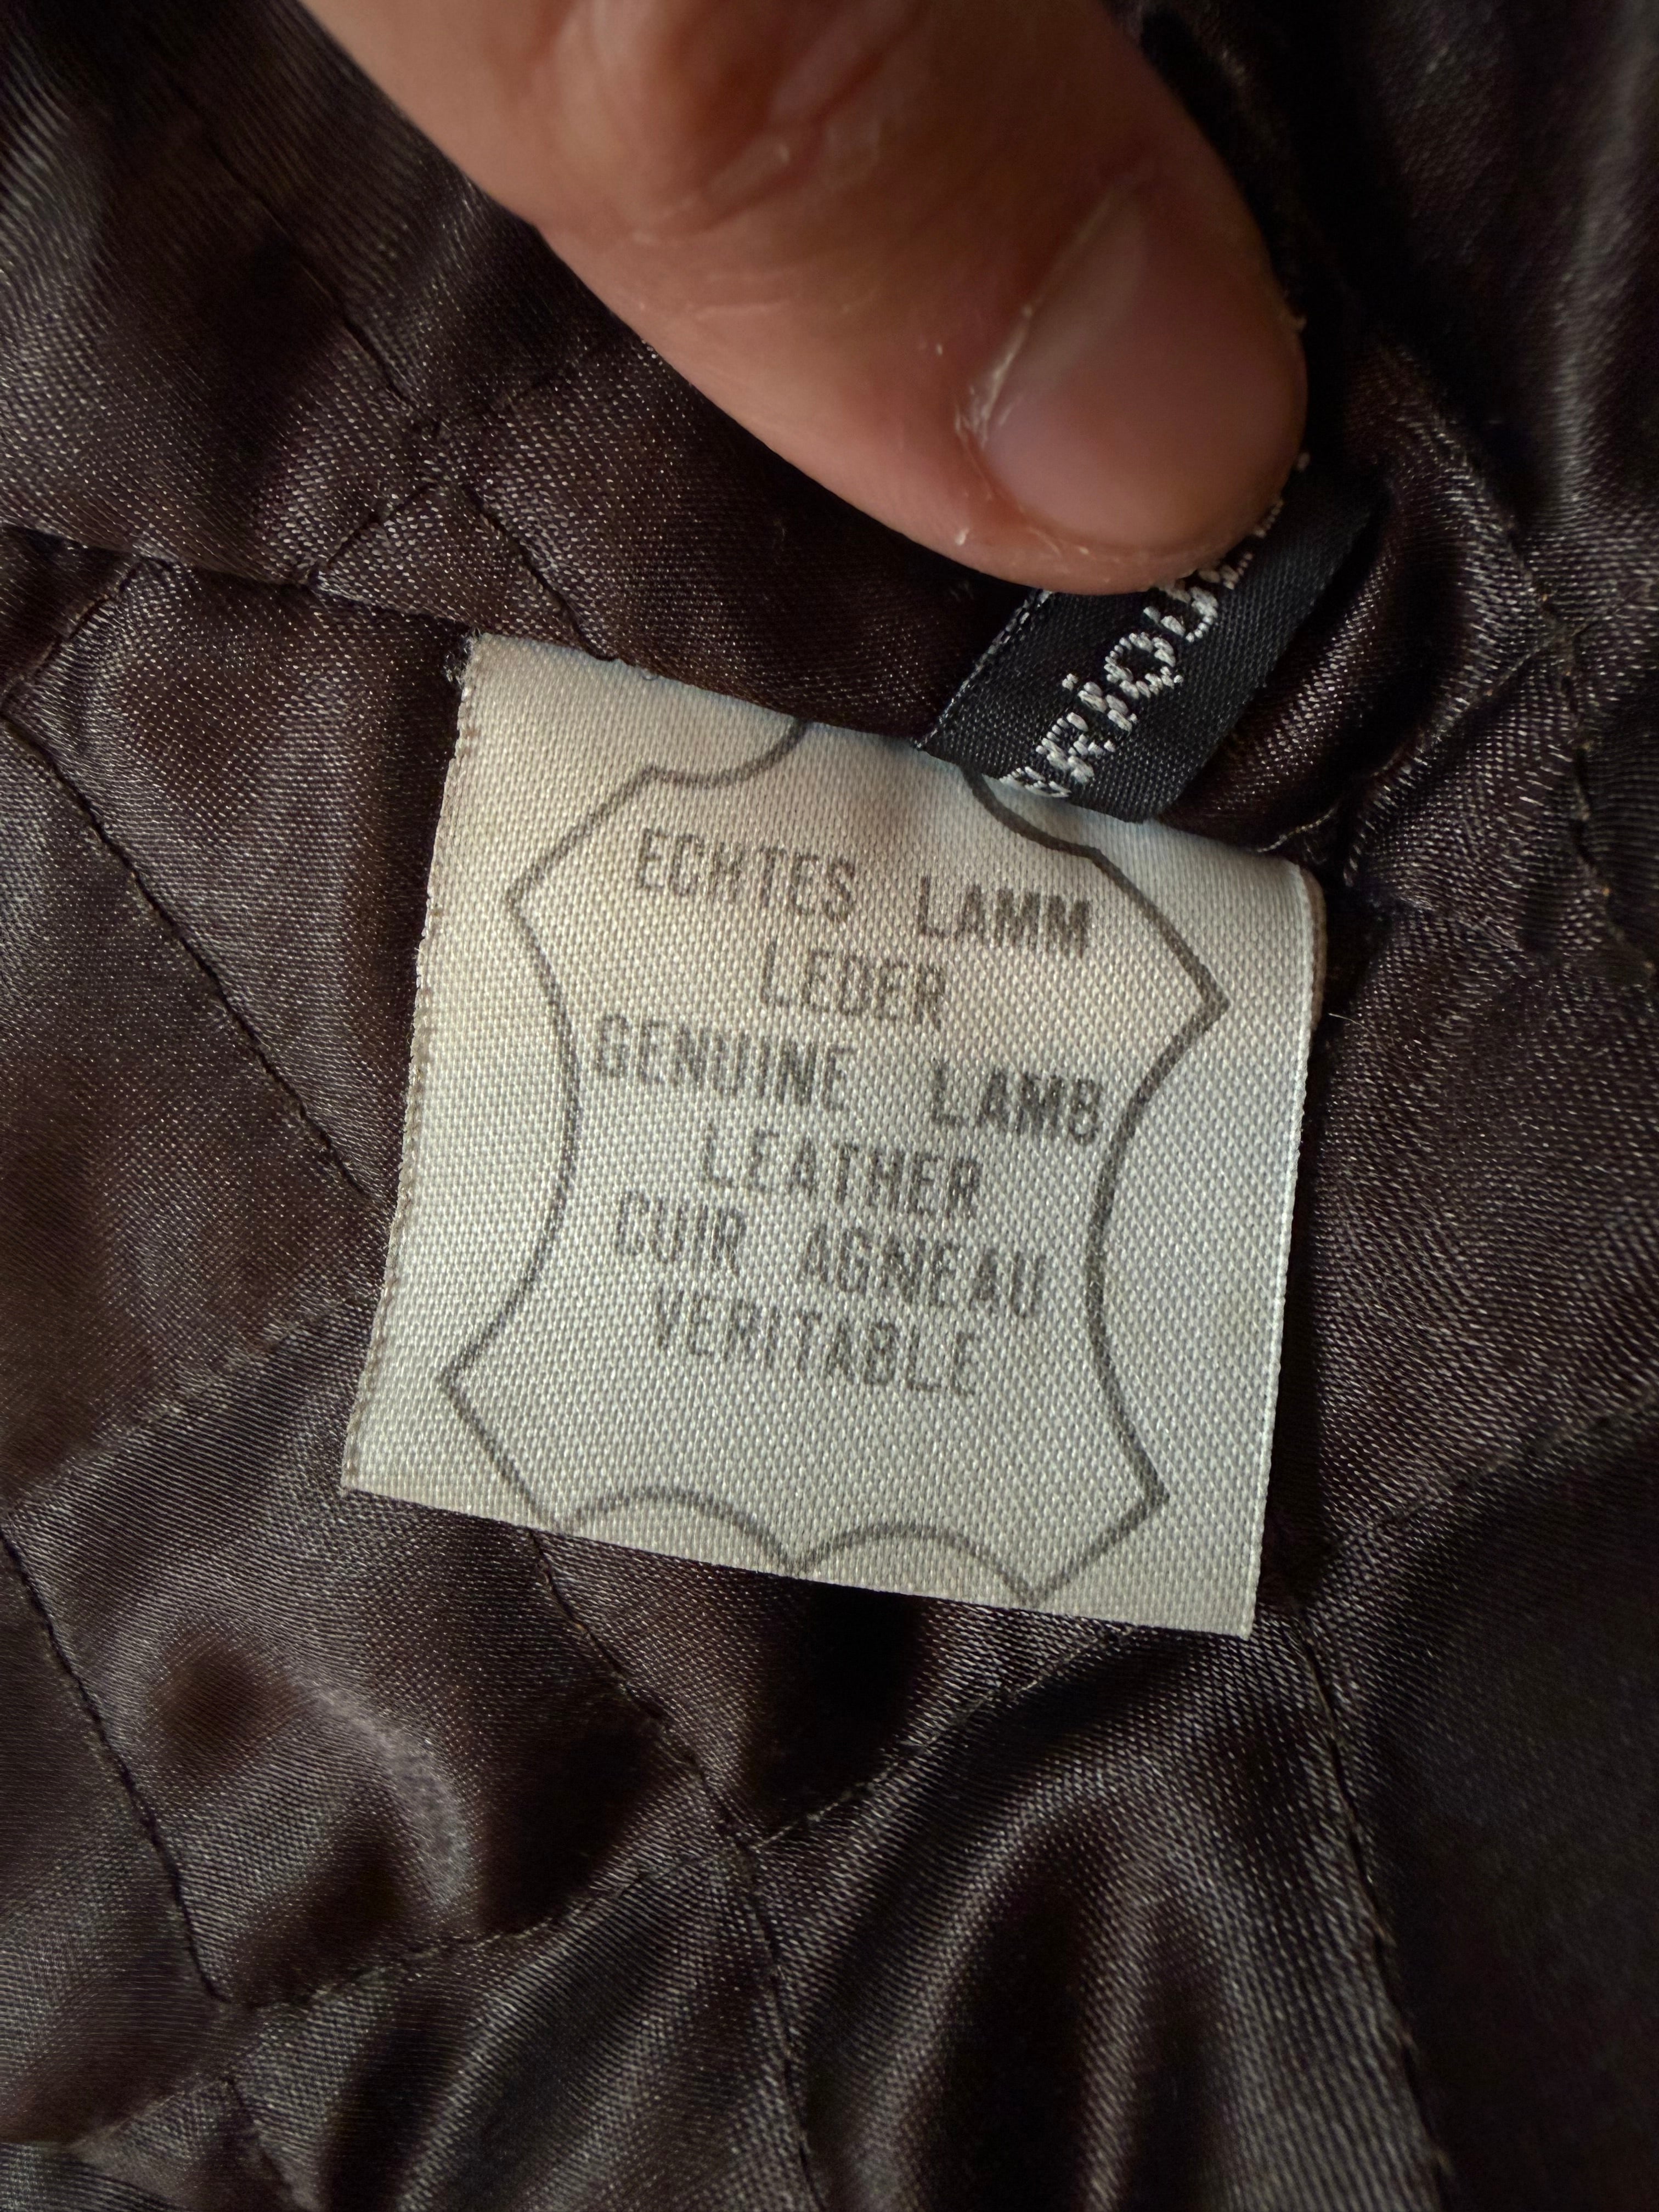 ECHTES LAMM
LEDER
GENUINE LAMB
LEATHER
CUIR AGNEAU
VERITABLE